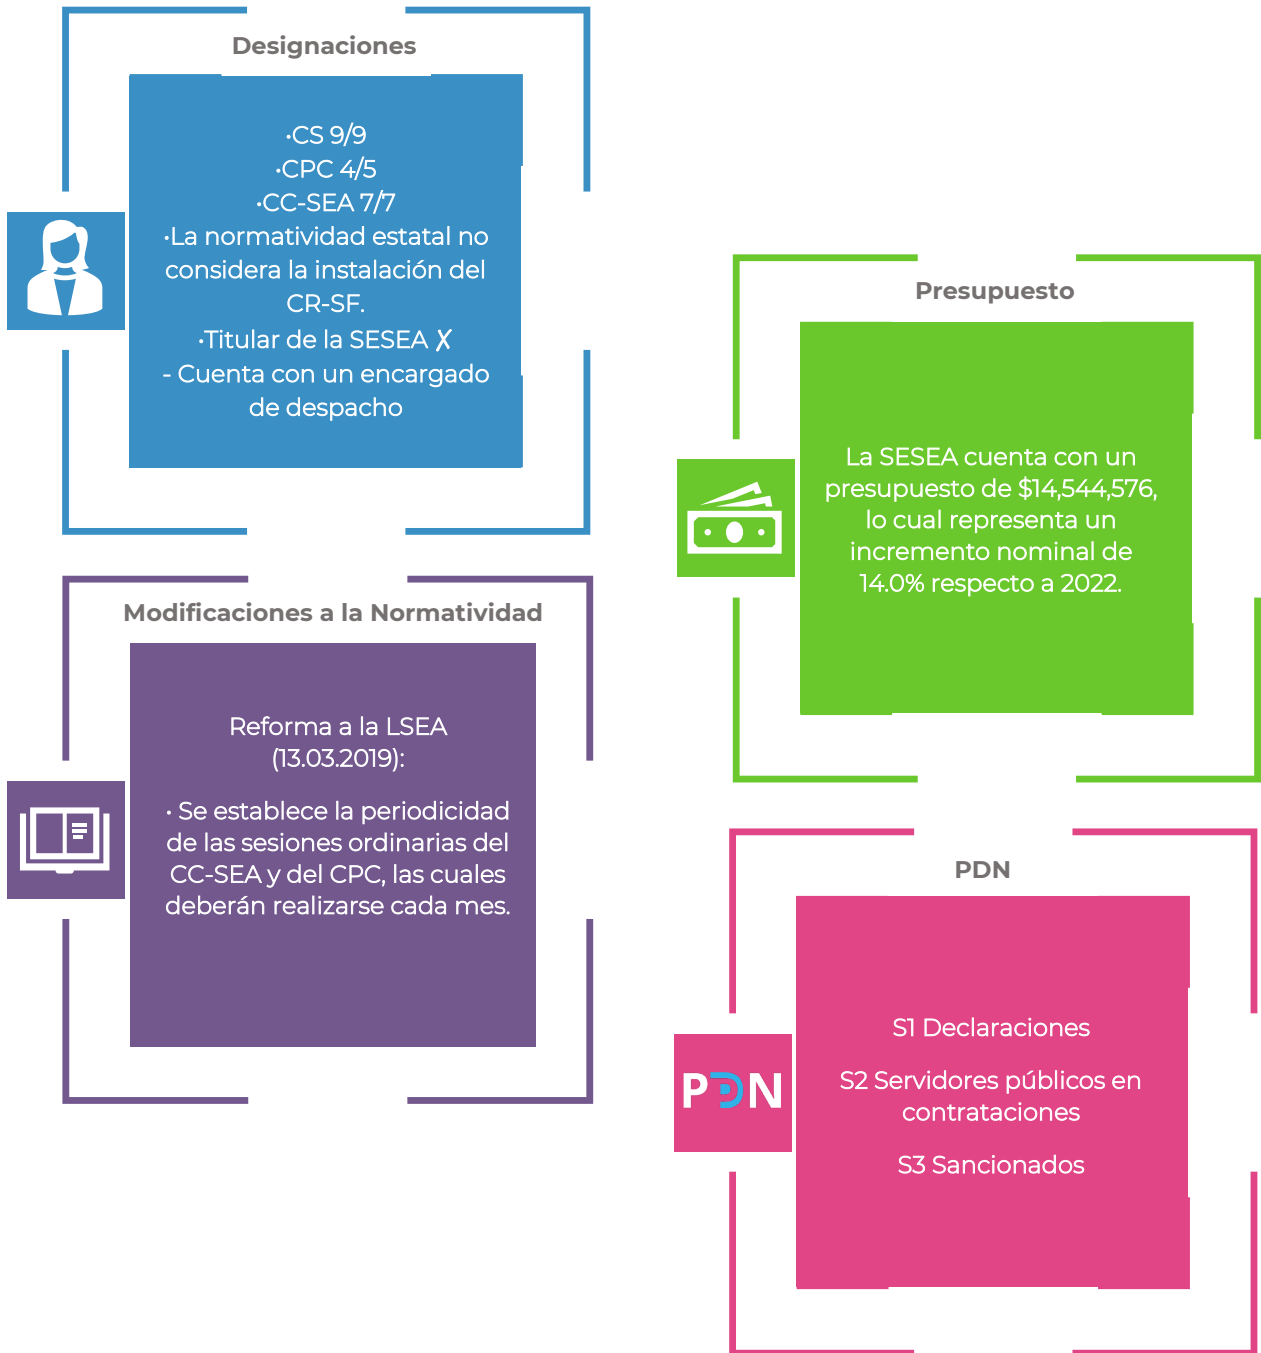 Designaciones
•CS 9/9
•CPC 4/5
•CC-SEA 7/7
•La normatividad estatal no
considera la instalación del
CR-SF.
•Titular de la SESEA ✗
- Cuenta con un encargado
de despacho
Modificaciones a la Normatividad
Reforma a la LSEA
(13.03.2019):
• Se establece la periodicidad
de las sesiones ordinarias del
CC-SEA y del CPC, las cuales
deberán realizarse cada mes.
Presupuesto
La SESEA cuenta con un
presupuesto de $14,544,576,
lo cual representa un
incremento nominal de
14.0% respecto a 2022.
PDN
PDN
S1 Declaraciones
S2 Servidores públicos en
contrataciones
S3 Sancionados